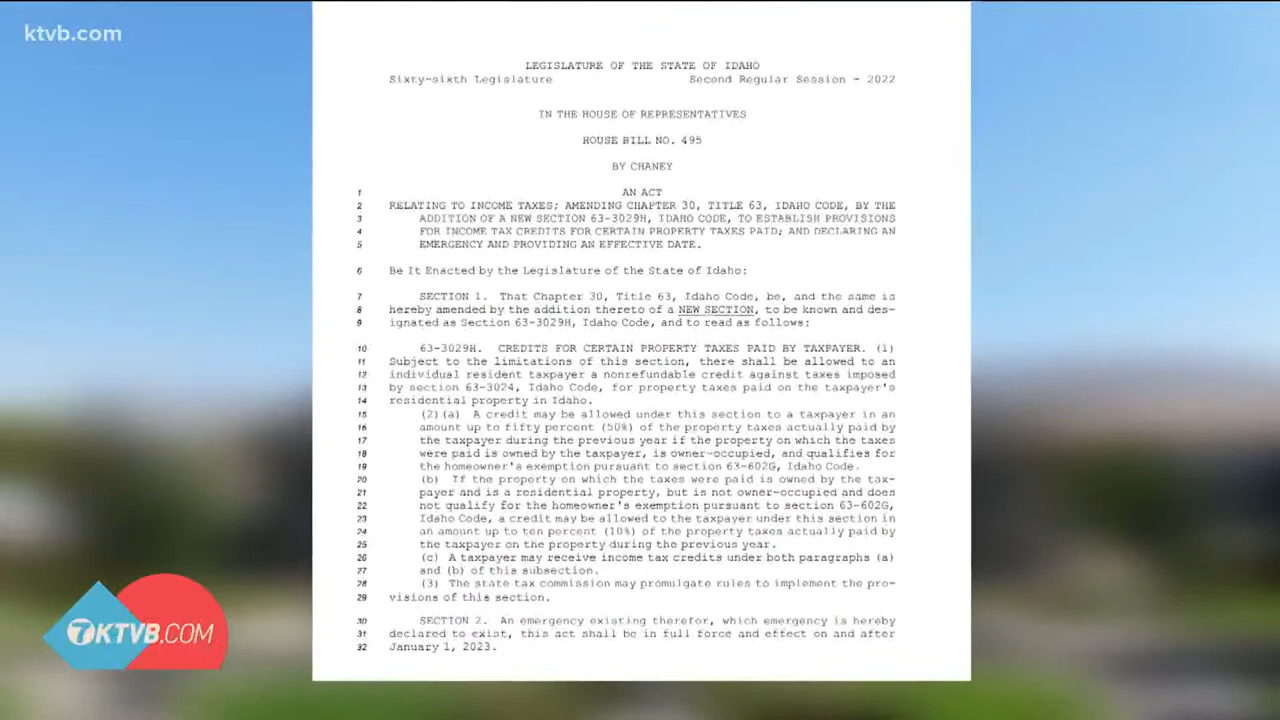 ktvb.com
LEGISLATURE OF THE STATE OF IDAHO
Sixty-sixth Legislature Second Regular Session - 2022
IN THE HOUSE OF REPRESENTATIVES
HOUSE BILL NO. 495
BY CHANEY
1 AN ACT
2 RELATING TO INCOME TAXES; AMENDING CHAPTER 30, TITLE 63, IDAHO CODE, BY THE
3 ADDITION OF A NEW SECTION 63-3029H, IDAHO CODE, TO ESTABLISH PROVISIONS
4 FOR INCOME TAX CREDITS FOR CERTAIN PROPERTY TAXES PAID; AND DECLARING AN
5 EMERGENCY AND PROVIDING AN EFFECTIVE DATE.
6 Be It Enacted by the Legislature of the State of Idaho:
7 SECTION 1. That Chapter 30, Title 63, Idaho Code, be, and the same is
8 hereby amended by the addition thereto of a NEW SECTION, to be known and des-
9 ignated as Section 63-3029H, Idaho Code, and to read as follows:
10 63-3029H. CREDITS FOR CERTAIN PROPERTY TAXES PAID BY TAXPAYER. (1)
11 Subject to the limitations of this section, there shall be allowed to an
12 individual resident taxpayer a nonrefundable credit against taxes imposed
13 by section 63-3024, Idaho Code, for property taxes paid on the taxpayer's
14 residential property in Idaho.
15 (2)(a) A credit may be allowed under this section to a taxpayer in an
16 amount up to fifty percent (50%) of the property taxes actually paid by
17 the taxpayer during the previous year if the property on which the taxes
18 were paid is owned by the taxpayer, is owner-occupied, and qualifies for
19 the homeowner's exemption pursuant to section 63-602G, Idaho Code.
20 (b) If the property on which the taxes were paid is owned by the tax-
21 payer and is a residential property, but is not owner-occupied and does
22 not qualify for the homeowner's exemption pursuant to section 63-602G,
23 Idaho Code, a credit may be allowed to the taxpayer under this section in
24 an amount up to ten percent (10%) of the property taxes actually paid by
25 the taxpayer on the property during the previous year.
26 (c) A taxpayer may receive income tax credits under both paragraphs (a)
27 and (b) of this subsection.
28 (3) The state tax commission may promulgate rules to implement the pro-
29 visions of this section.
30 SECTION 2. An emergency existing therefor, which emergency is hereby
31 declared to exist, this act shall be in full force and effect on and after
32 January 1, 2023.
7 KTVB.COM